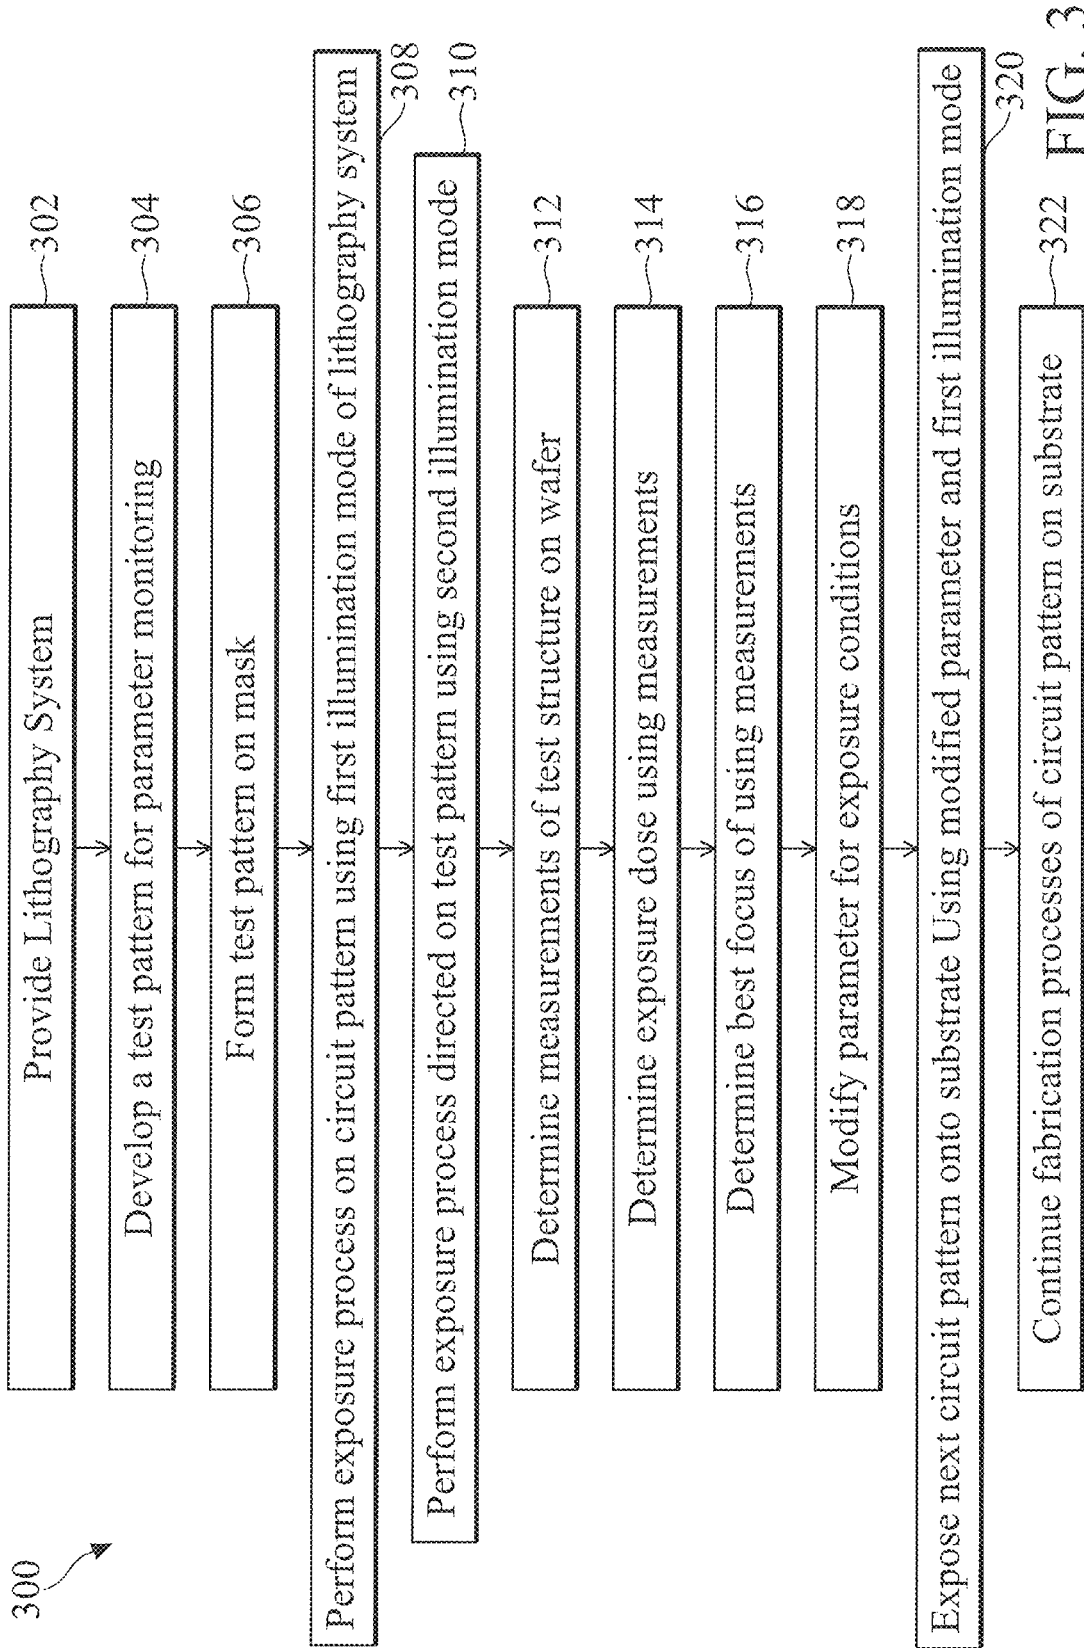 300
Provide Lithography System
302
Develop a test pattern for parameter monitoring
304
Form test pattern on mask
306
Perform exposure process on circuit pattern using first illumination mode of lithography system
308
Perform exposure process directed on test pattern using second illumination mode
310
Determine measurements of test structure on wafer
312
Determine exposure dose using measurements
314
Determine best focus of using measurements
316
Modify parameter for exposure conditions
318
Expose next circuit pattern onto substrate Using modified parameter and first illumination mode
320
Continue fabrication processes of circuit pattern on substrate
322
FIG. 3